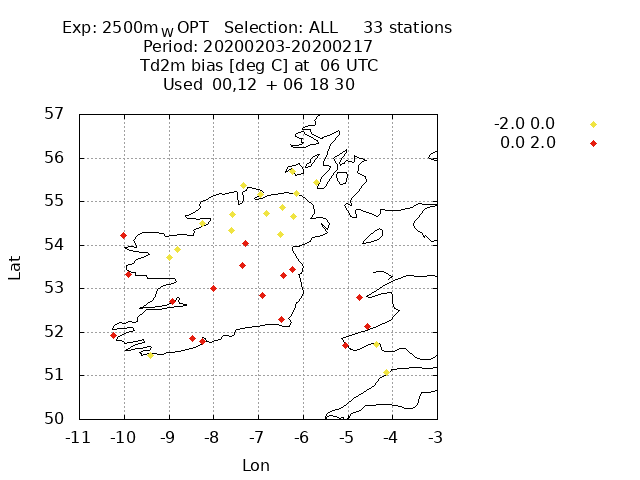 Exp: 2500m_W OPT Selection: ALL 33 stations
Period: 20200203-20200217
Td2m bias [deg C] at 06 UTC
Used 00,12 + 06 18 30
-2.0 0.0
0.0 2.0
57
56
55
54
53
52
51
50
Lat
-11 -10 -9 -8 -7 -6 -5 -4 -3
Lon